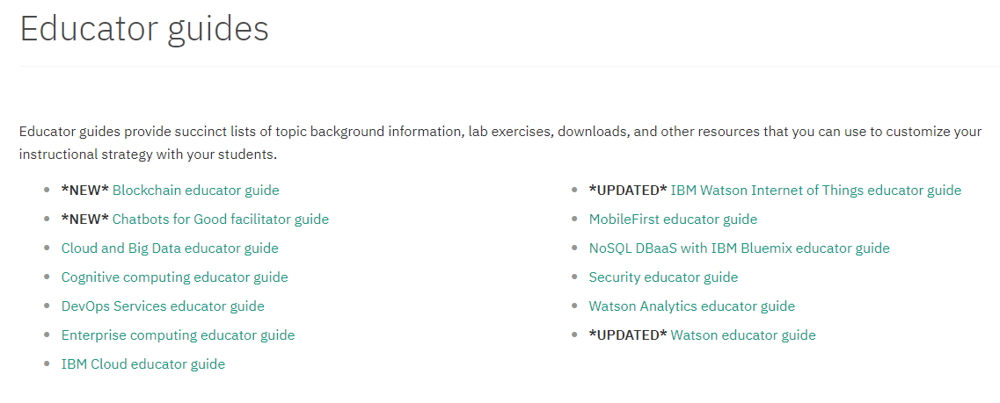 Educator guides
Educator guides provide succinct lists of topic background information, lab exercises, downloads, and other resources that you can use to customize your
instructional strategy with your students.
*NEW* Blockchain educator guide
*NEW* Chatbots for Good facilitator guide
Cloud and Big Data educator guide
Cognitive computing educator guide
DevOps Services educator guide
Enterprise computing educator guide
IBM Cloud educator guide
*UPDATED* IBM Watson Internet of Things educator guide
MobileFirst educator guide
NoSQL DBaaS with IBM Bluemix educator guide
Security educator guide
Watson Analytics educator guide
*UPDATED* Watson educator guide